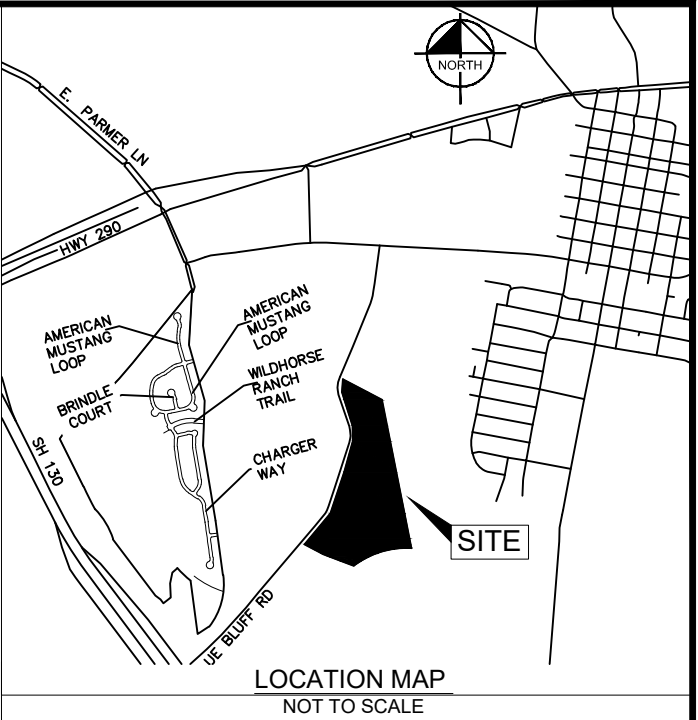 NORTH
E. PARMER LN
HWY 290
AMERICAN
MUSTANG
LOOP
AMERICAN
MUSTANG
LOOP
WILDHORSE
RANCH
TRAIL
BRINDLE
COURT
SH 130
CHARGER
WAY
SITE
UE BLUFF RD
LOCATION MAP
NOT TO SCALE